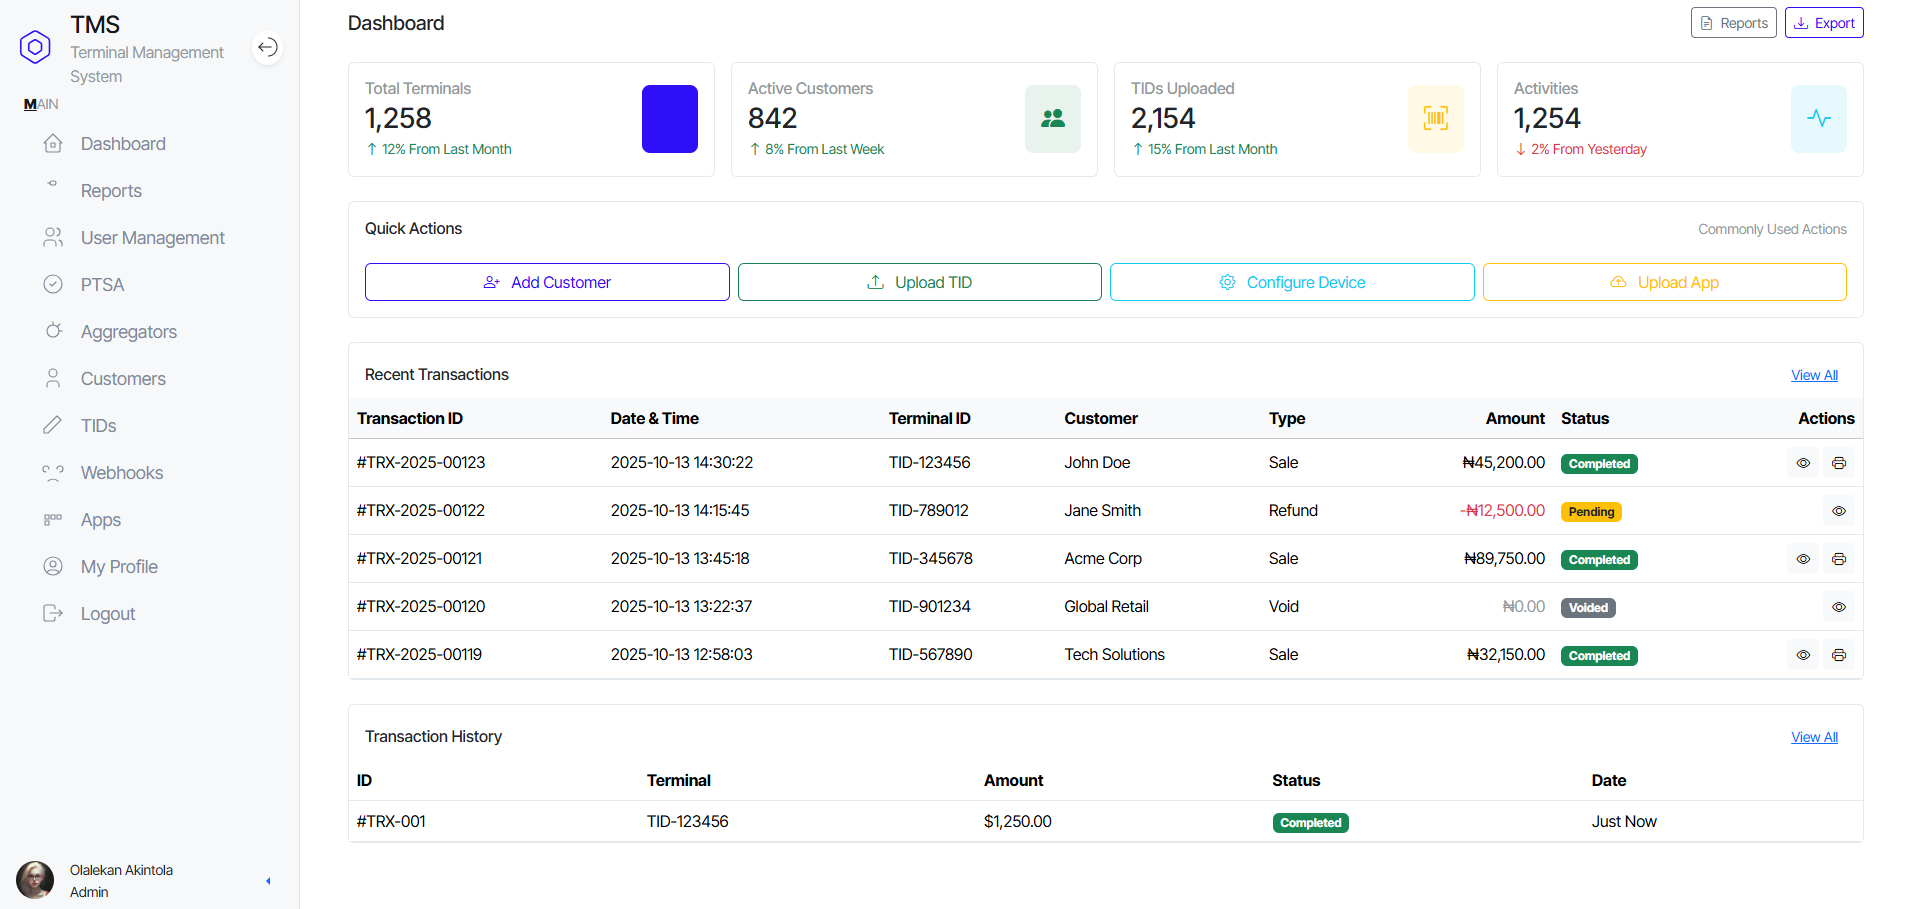 TMS
Terminal Management
System
MAIN
Dashboard
Reports
User Management
PTSA
Aggregators
Customers
TIDs
Webhooks
Apps
My Profile
Logout
Olalekan Akintola
Admin
Dashboard
Reports
Export
Total Terminals
1,258
↑ 12% From Last Month
Active Customers
842
↑ 8% From Last Week
TIDs Uploaded
2,154
↑ 15% From Last Month
Activities
1,254
↓ 2% From Yesterday
Quick Actions
Commonly Used Actions
Add Customer
Upload TID
Configure Device
Upload App
Recent Transactions
View All
Transaction ID Date & Time Terminal ID Customer Type Amount Status Actions
#TRX-2025-00123 2025-10-13 14:30:22 TID-123456 John Doe Sale ₦45,200.00 Completed
#TRX-2025-00122 2025-10-13 14:15:45 TID-789012 Jane Smith Refund -₦12,500.00 Pending
#TRX-2025-00121 2025-10-13 13:45:18 TID-345678 Acme Corp Sale ₦89,750.00 Completed
#TRX-2025-00120 2025-10-13 13:22:37 TID-901234 Global Retail Void ₦0.00 Voided
#TRX-2025-00119 2025-10-13 12:58:03 TID-567890 Tech Solutions Sale ₦32,150.00 Completed
Transaction History
View All
ID Terminal Amount Status Date
#TRX-001 TID-123456 $1,250.00 Completed Just Now